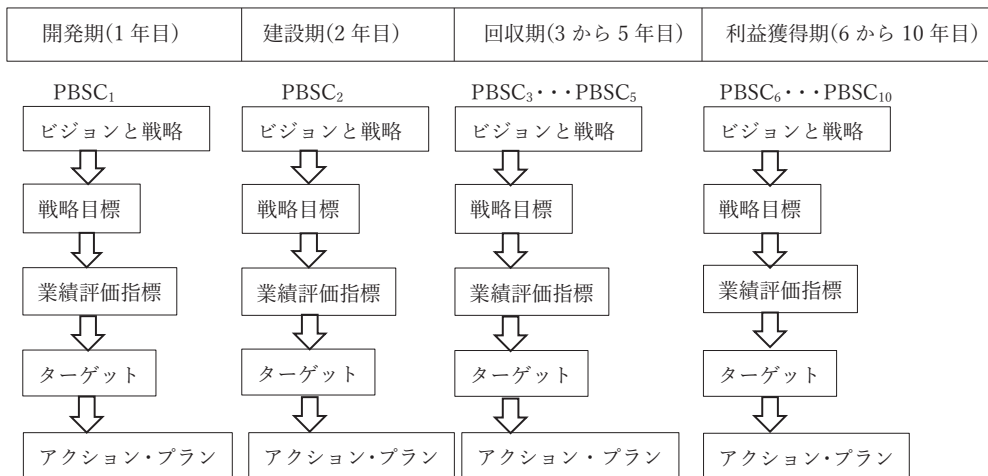 開発期(1 年目) 建設期(2 年目) 回収期(3 から 5 年目) 利益獲得期(6 から 10 年目)
PBSC₁ PBSC₂ PBSC₃・・・PBSC₅ PBSC₆・・・PBSC₁₀
ビジョンと戦略 ビジョンと戦略 ビジョンと戦略 ビジョンと戦略
戦略目標 戦略目標 戦略目標 戦略目標
業績評価指標 業績評価指標 業績評価指標 業績評価指標
ターゲット ターゲット ターゲット ターゲット
アクション・プラン アクション・プラン アクション・プラン アクション・プラン